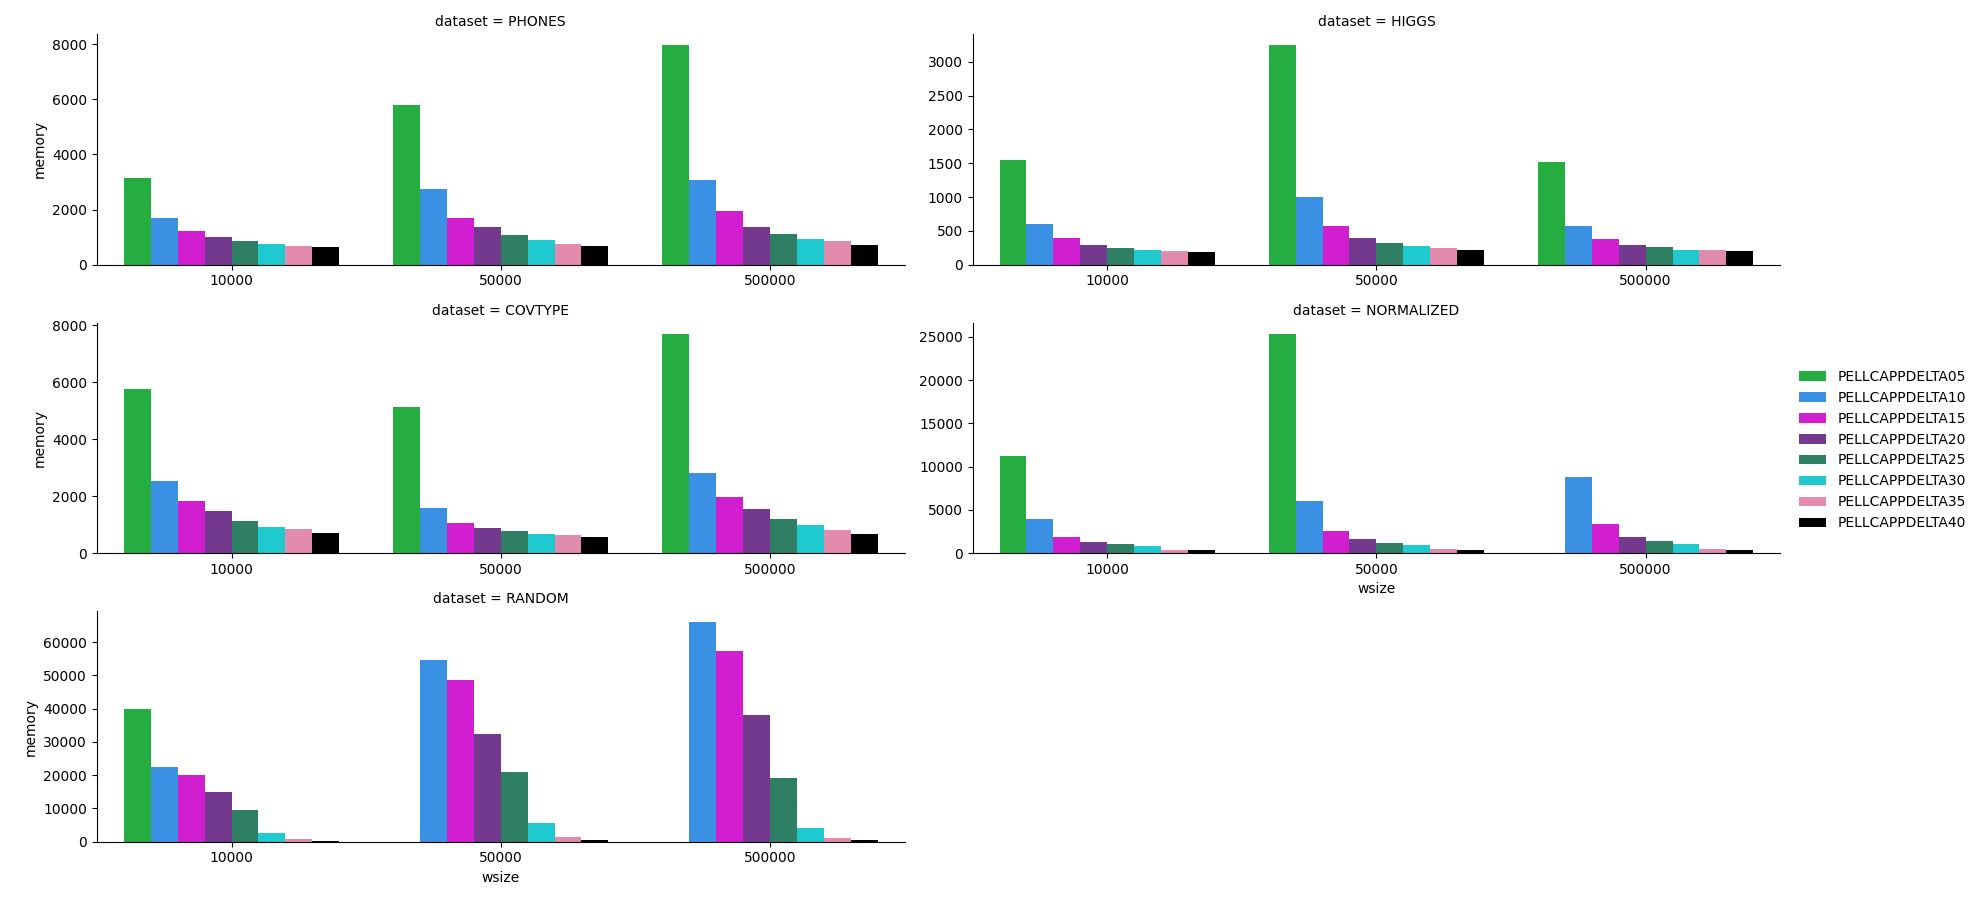 dataset = PHONES
memory
8000
6000
4000
2000
0
10000
50000
500000
dataset = HIGGS
3000
2500
2000
1500
1000
500
0
10000
50000
500000
dataset = COVTYPE
memory
8000
6000
4000
2000
0
10000
50000
500000
dataset = NORMALIZED
25000
20000
15000
10000
5000
0
10000
50000
500000
wsize
PELLCAPPDELTA05
PELLCAPPDELTA10
PELLCAPPDELTA15
PELLCAPPDELTA20
PELLCAPPDELTA25
PELLCAPPDELTA30
PELLCAPPDELTA35
PELLCAPPDELTA40
dataset = RANDOM
memory
60000
50000
40000
30000
20000
10000
0
10000
50000
500000
wsize